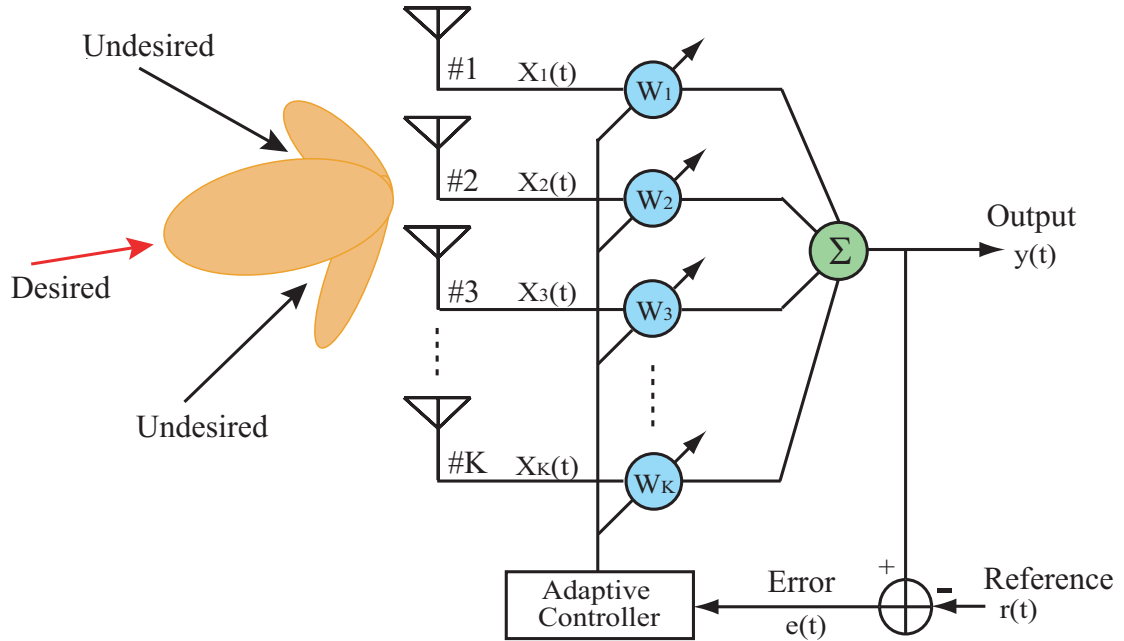 Undesired
Desired
Undesired
#1 X1(t) W1
#2 X2(t) W2
#3 X3(t) W3
#K XK(t) WK
Σ
Output
y(t)
Adaptive
Controller
Error
e(t)
+
-
Reference
r(t)